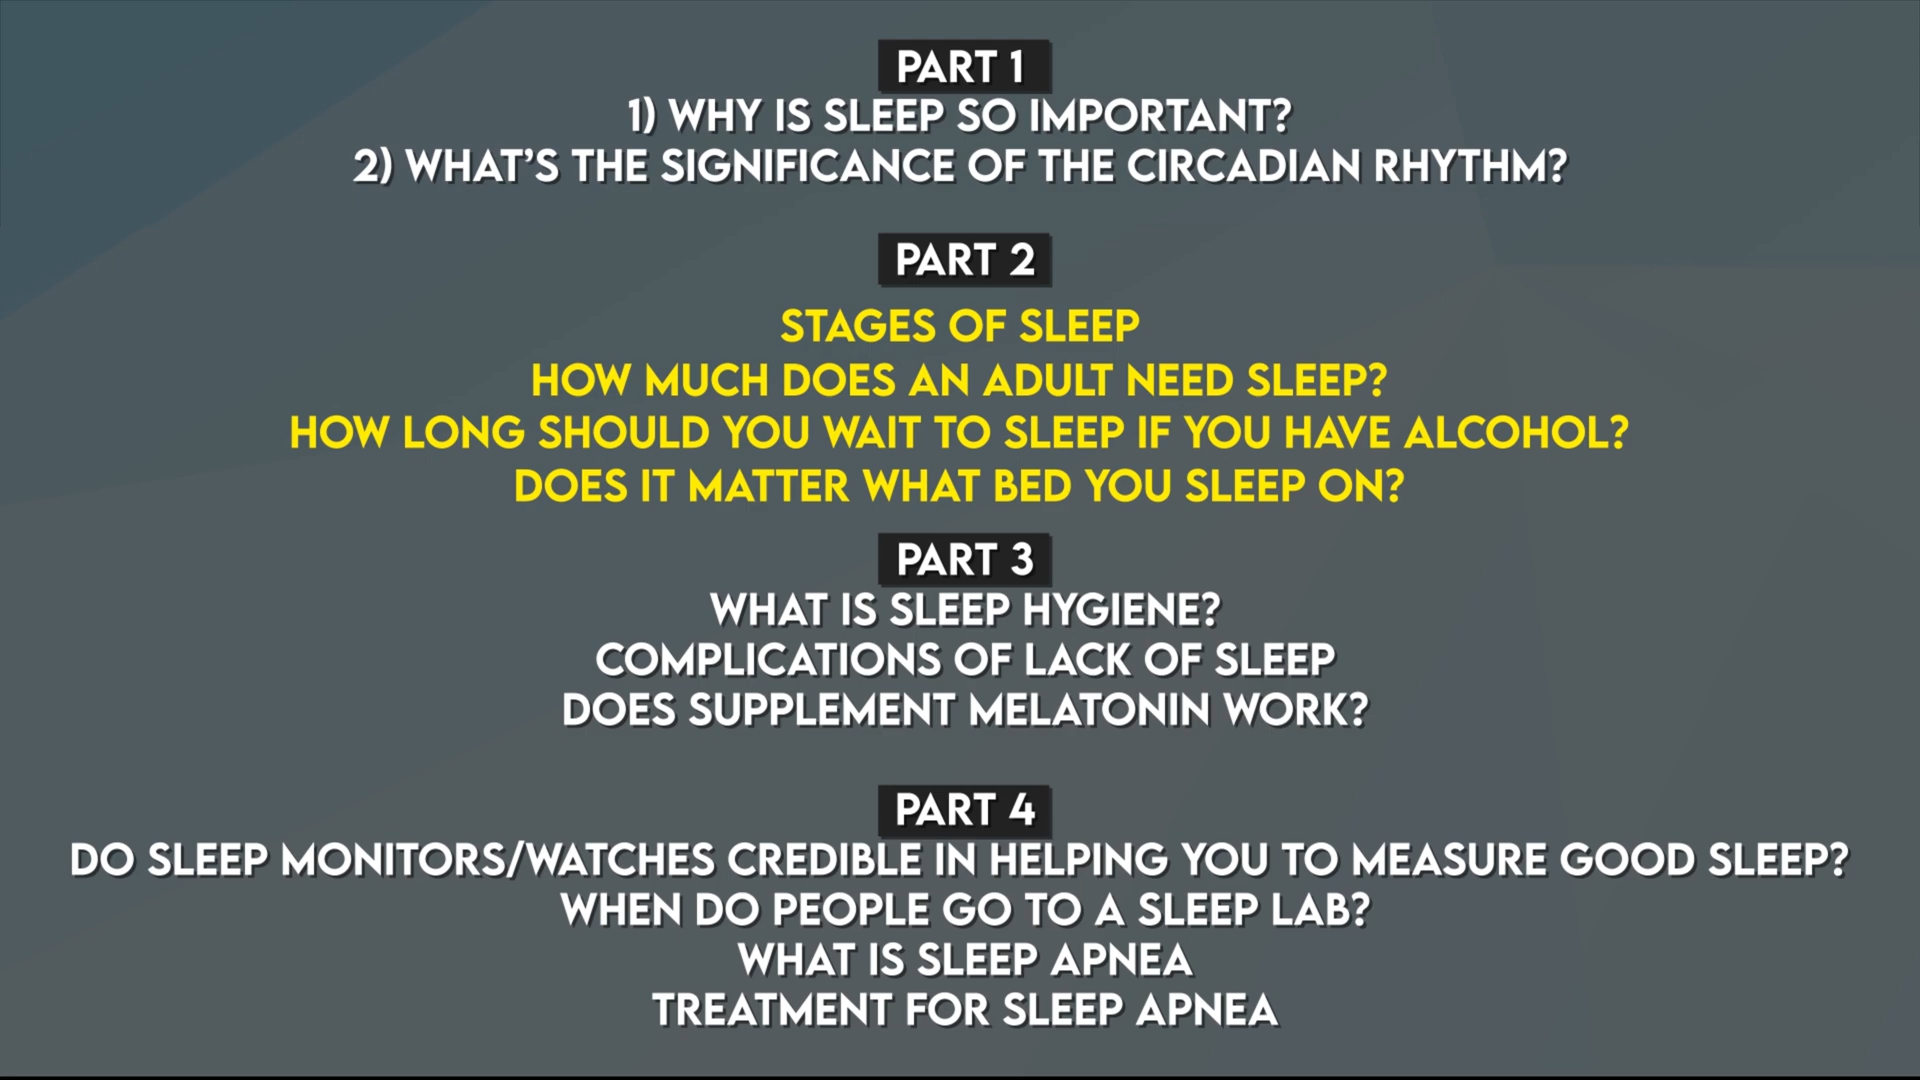 PART 1
1) WHY IS SLEEP SO IMPORTANT?
2) WHAT'S THE SIGNIFICANCE OF THE CIRCADIAN RHYTHM?
PART 2
STAGES OF SLEEP
HOW MUCH DOES AN ADULT NEED SLEEP?
HOW LONG SHOULD YOU WAIT TO SLEEP IF YOU HAVE ALCOHOL?
DOES IT MATTER WHAT BED YOU SLEEP ON?
PART 3
WHAT IS SLEEP HYGIENE?
COMPLICATIONS OF LACK OF SLEEP
DOES SUPPLEMENT MELATONIN WORK?
PART 4
DO SLEEP MONITORS/WATCHES CREDIBLE IN HELPING YOU TO MEASURE GOOD SLEEP?
WHEN DO PEOPLE GO TO A SLEEP LAB?
WHAT IS SLEEP APNEA
TREATMENT FOR SLEEP APNEA